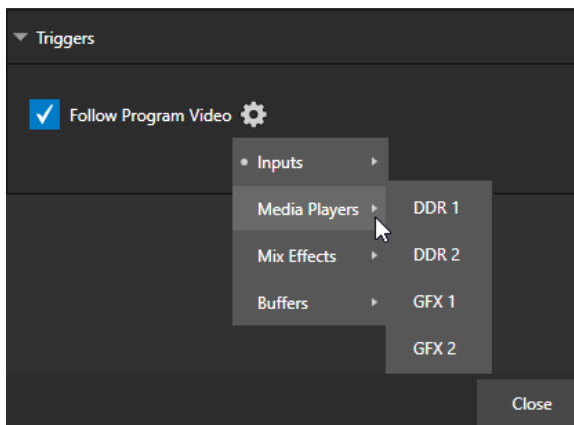 Triggers
Follow Program Video
Inputs
Media Players
DDR 1
Mix Effects
DDR 2
Buffers
GFX 1
GFX 2
Close